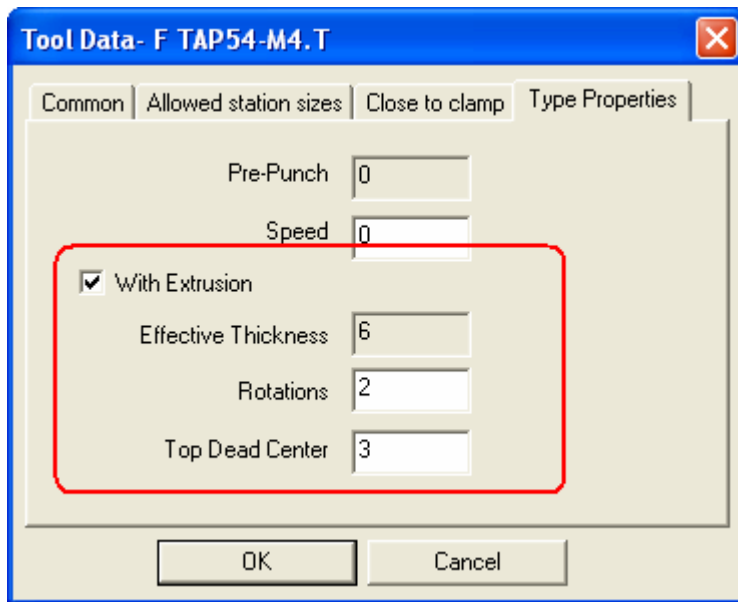 Tool Data- F TAP54-M4.T
Common Allowed station sizes Close to clamp Type Properties
Pre-Punch 0
Speed 0
With Extrusion
Effective Thickness 6
Rotations 2
Top Dead Center 3
OK Cancel